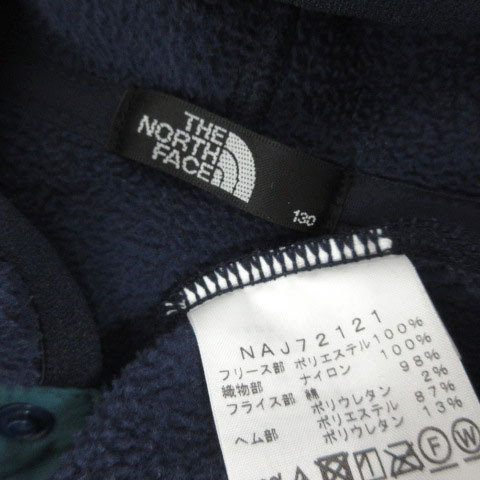 THE
NORTH
FACE
130
NAJ72121
フリース部 ポリエステル100%
織物部 ナイロン 100%
フライス部 綿 98%
ポリウレタン 2%
ヘム部 ポリエステル 87%
ポリウレタン 13%
F W